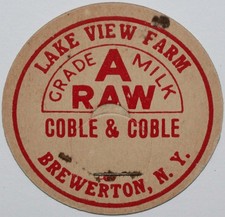 LAKE VIEW FARM
GRADE A MILK
RAW
COBLE & COBLE
BREWERTON, N. Y.